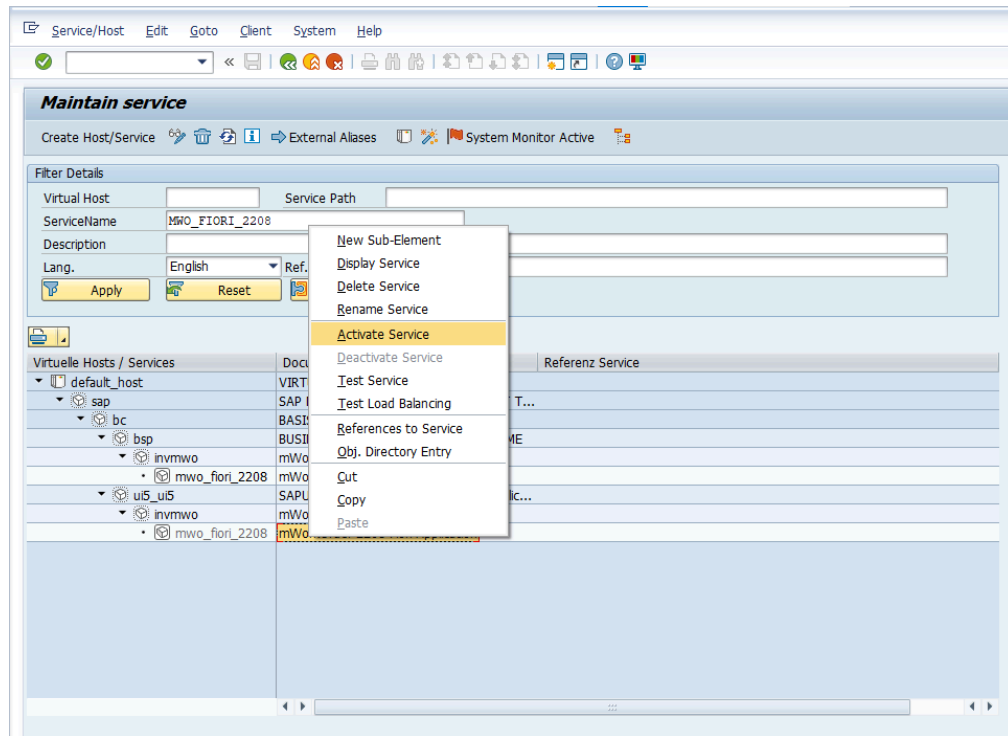 Service/Host Edit Goto Client System Help
Maintain service
Create Host/Service External Aliases System Monitor Active
Filter Details
Virtual Host Service Path
ServiceName MWO_FIORI_2208
Description
Lang. English Ref.
Apply Reset
New Sub-Element
Display Service
Delete Service
Rename Service
Activate Service
Deactivate Service
Test Service
Test Load Balancing
References to Service
Obj. Directory Entry
Cut
Copy
Paste
Virtuelle Hosts / Services Docu Referenz Service
default_host VIRT
sap SAP T...
bc BASIS
bsp BUSI ME
invmwo mWo
mwo_fiori_2208 mWo
ui5_ui5 SAPU lic...
invmwo mWo
mwo_fiori_2208